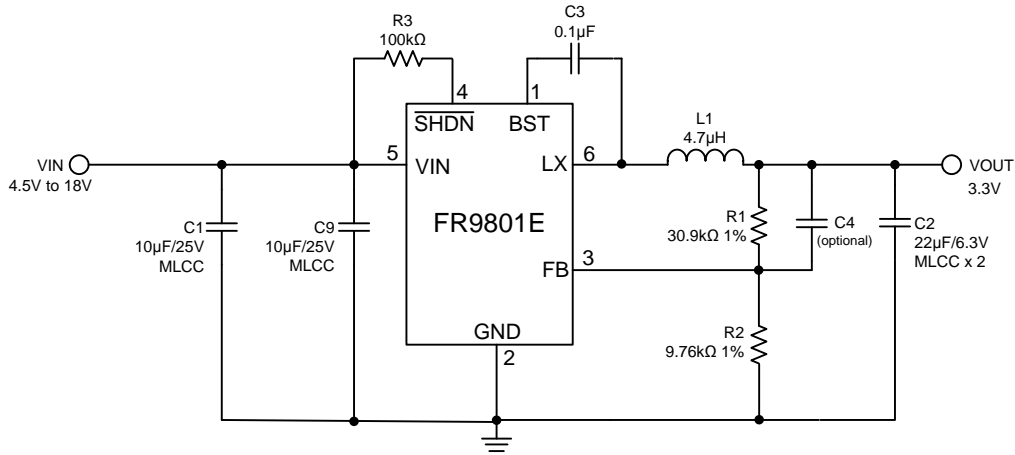 R3
100kΩ
C3
0.1µF
4
1
SHDN
BST
L1
4.7µH
VIN
4.5V to 18V
5
VIN
LX
6
VOUT
3.3V
C1
10µF/25V
MLCC
C9
10µF/25V
MLCC
FR9801E
R1
30.9kΩ 1%
C4
(optional)
C2
22µF/6.3V
MLCC x 2
FB
3
GND
2
R2
9.76kΩ 1%